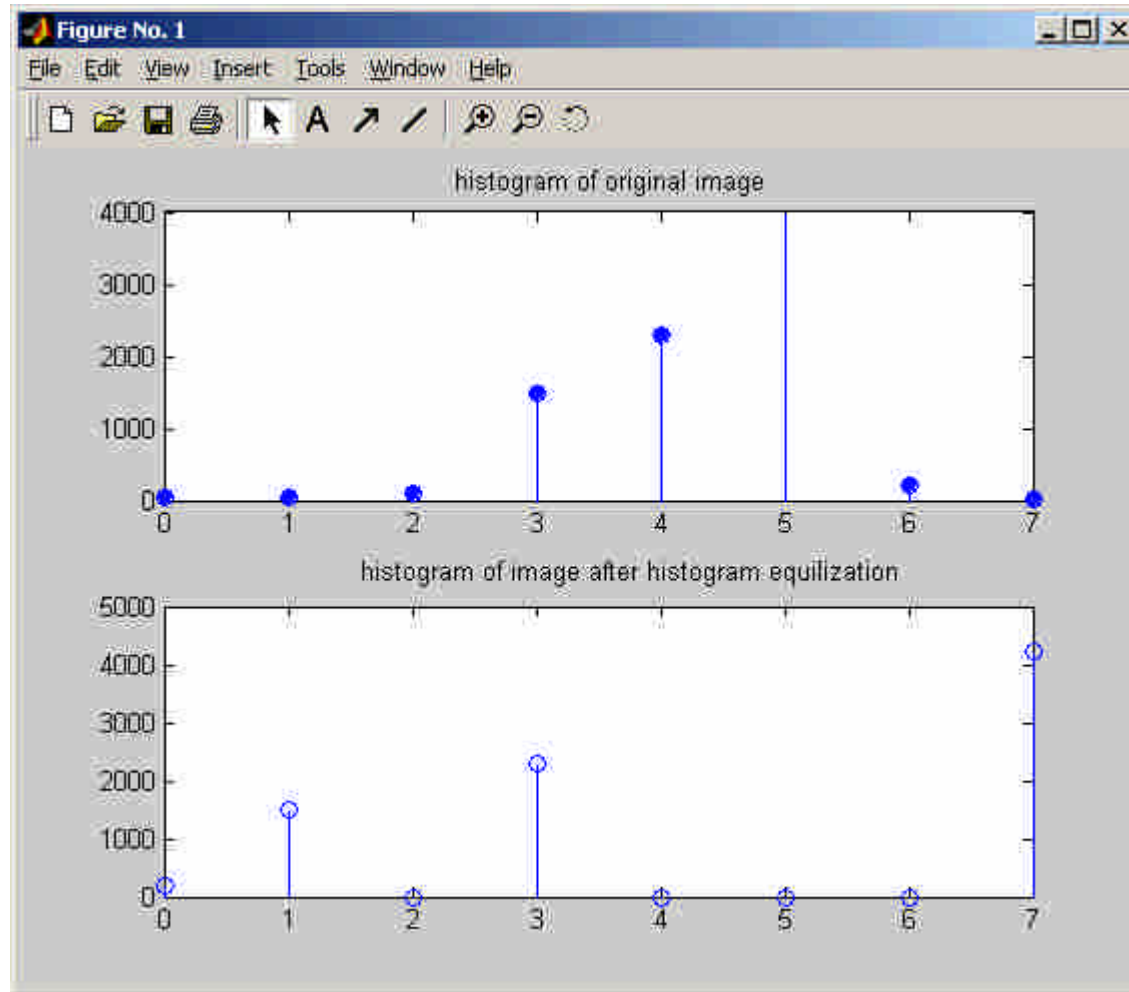 Figure No. 1
File Edit View Insert Tools Window Help
A
histogram of original image
4000
3000
2000
1000
0
0 1 2 3 4 5 6 7
histogram of image after histogram equilization
5000
4000
3000
2000
1000
0
0 1 2 3 4 5 6 7